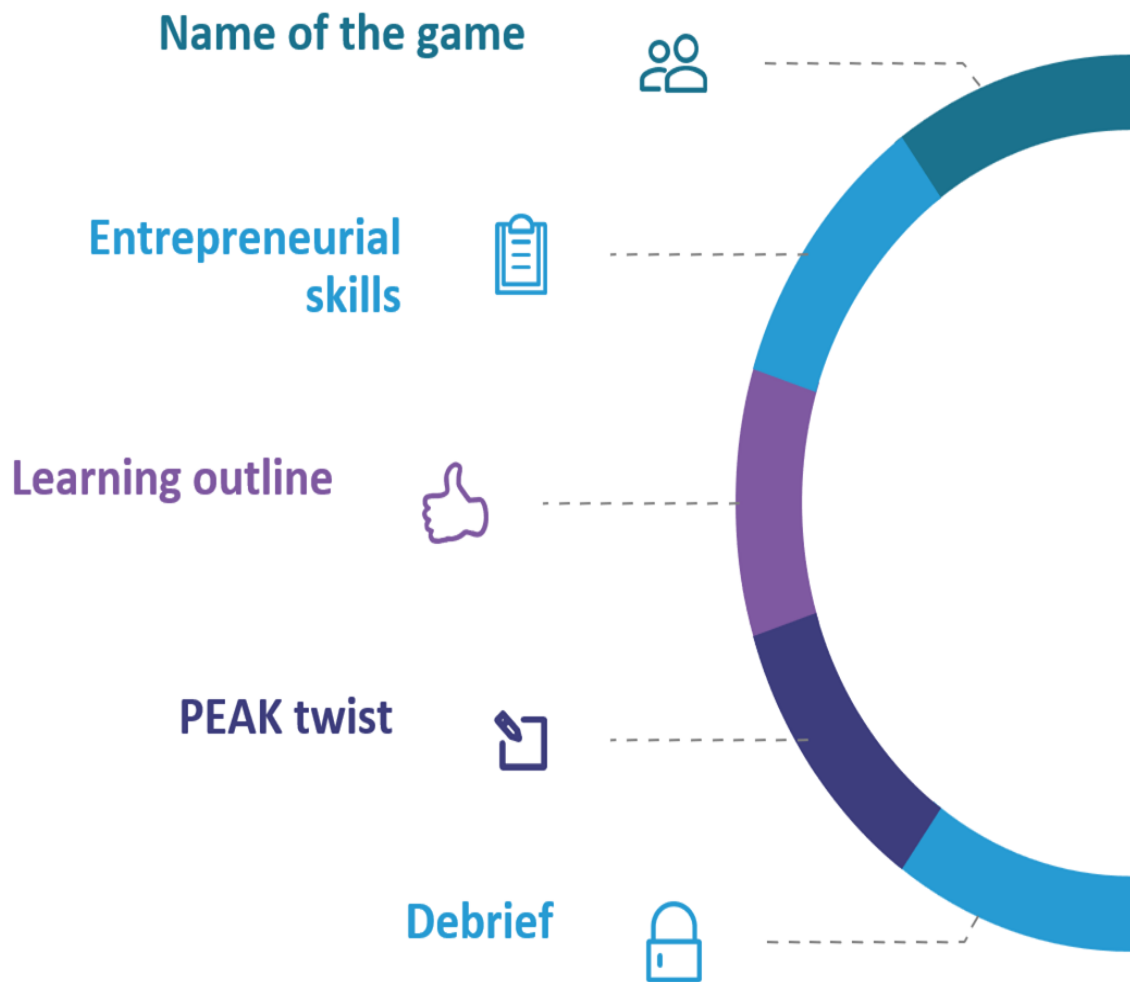 Name of the game
Entrepreneurial
skills
Learning outline
PEAK twist
Debrief